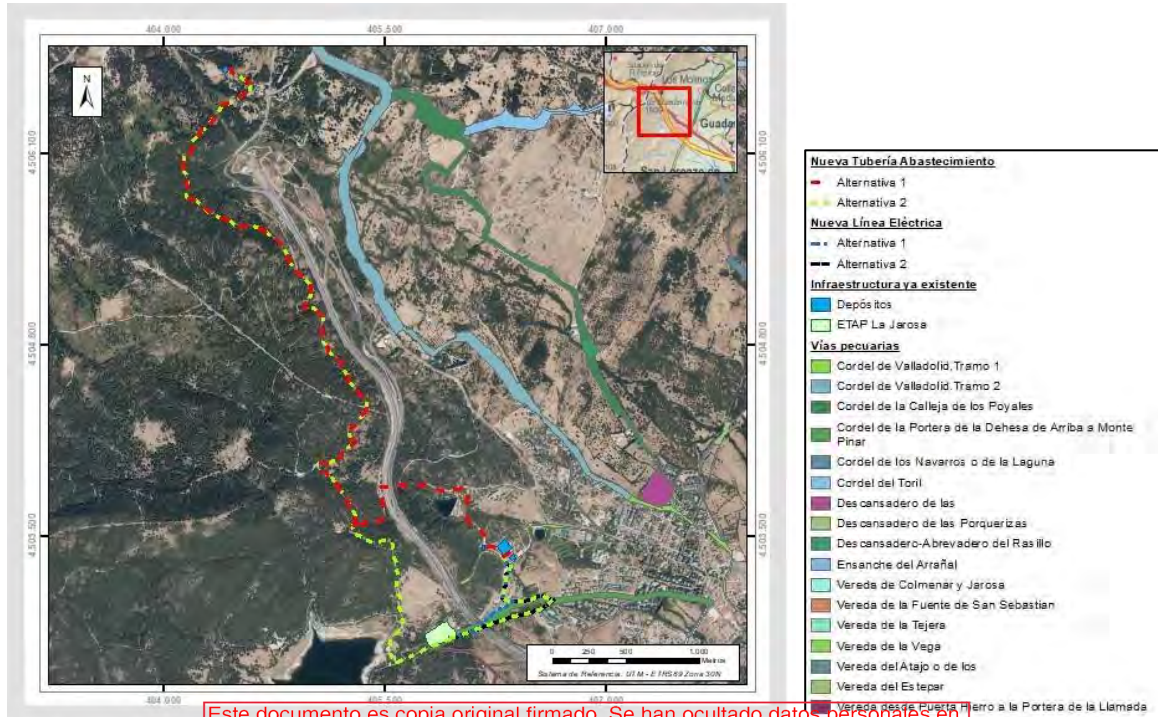 404.000
405.500
407.000
N
Los Molinos
Guada
4.506.100
4.506.100
4.504.800
4.504.800
4.503.500
4.503.500
0 250 500 1.000
Metros
Sistema de Referencia. UTM - ETRS89 Zona 30N
404.000
405.500
407.000
Nueva Tubería Abastecimiento
Alternativa 1
Alternativa 2
Nueva Línea Eléctrica
Alternativa 1
Alternativa 2
Infraestructura ya existente
Depósitos
ETAP La Jarosa
Vías pecuarias
Cordel de Valladolid,Tramo 1
Cordel de Valladolid.Tramo 2
Cordel de la Calleja de los Poyales
Cordel de la Portera de la Dehesa de Arriba a Monte
Pinar
Cordel de los Navarros o de la Laguna
Cordel del Toril
Descansadero de las
Descansadero de las Porquerizas
Descansadero-Abrevadero del Rasillo
Ensanche del Arrañal
Vereda de Colmenar y Jarosa
Vereda de la Fuente de San Sebastian
Vereda de la Tejera
Vereda de la Vega
Vereda del Atajo o de los
Vereda del Estepar
Vereda desde Puerta Hierro a la Portera de la Llamada
Este documento es copia original firmado. Se han ocultado datos personales en